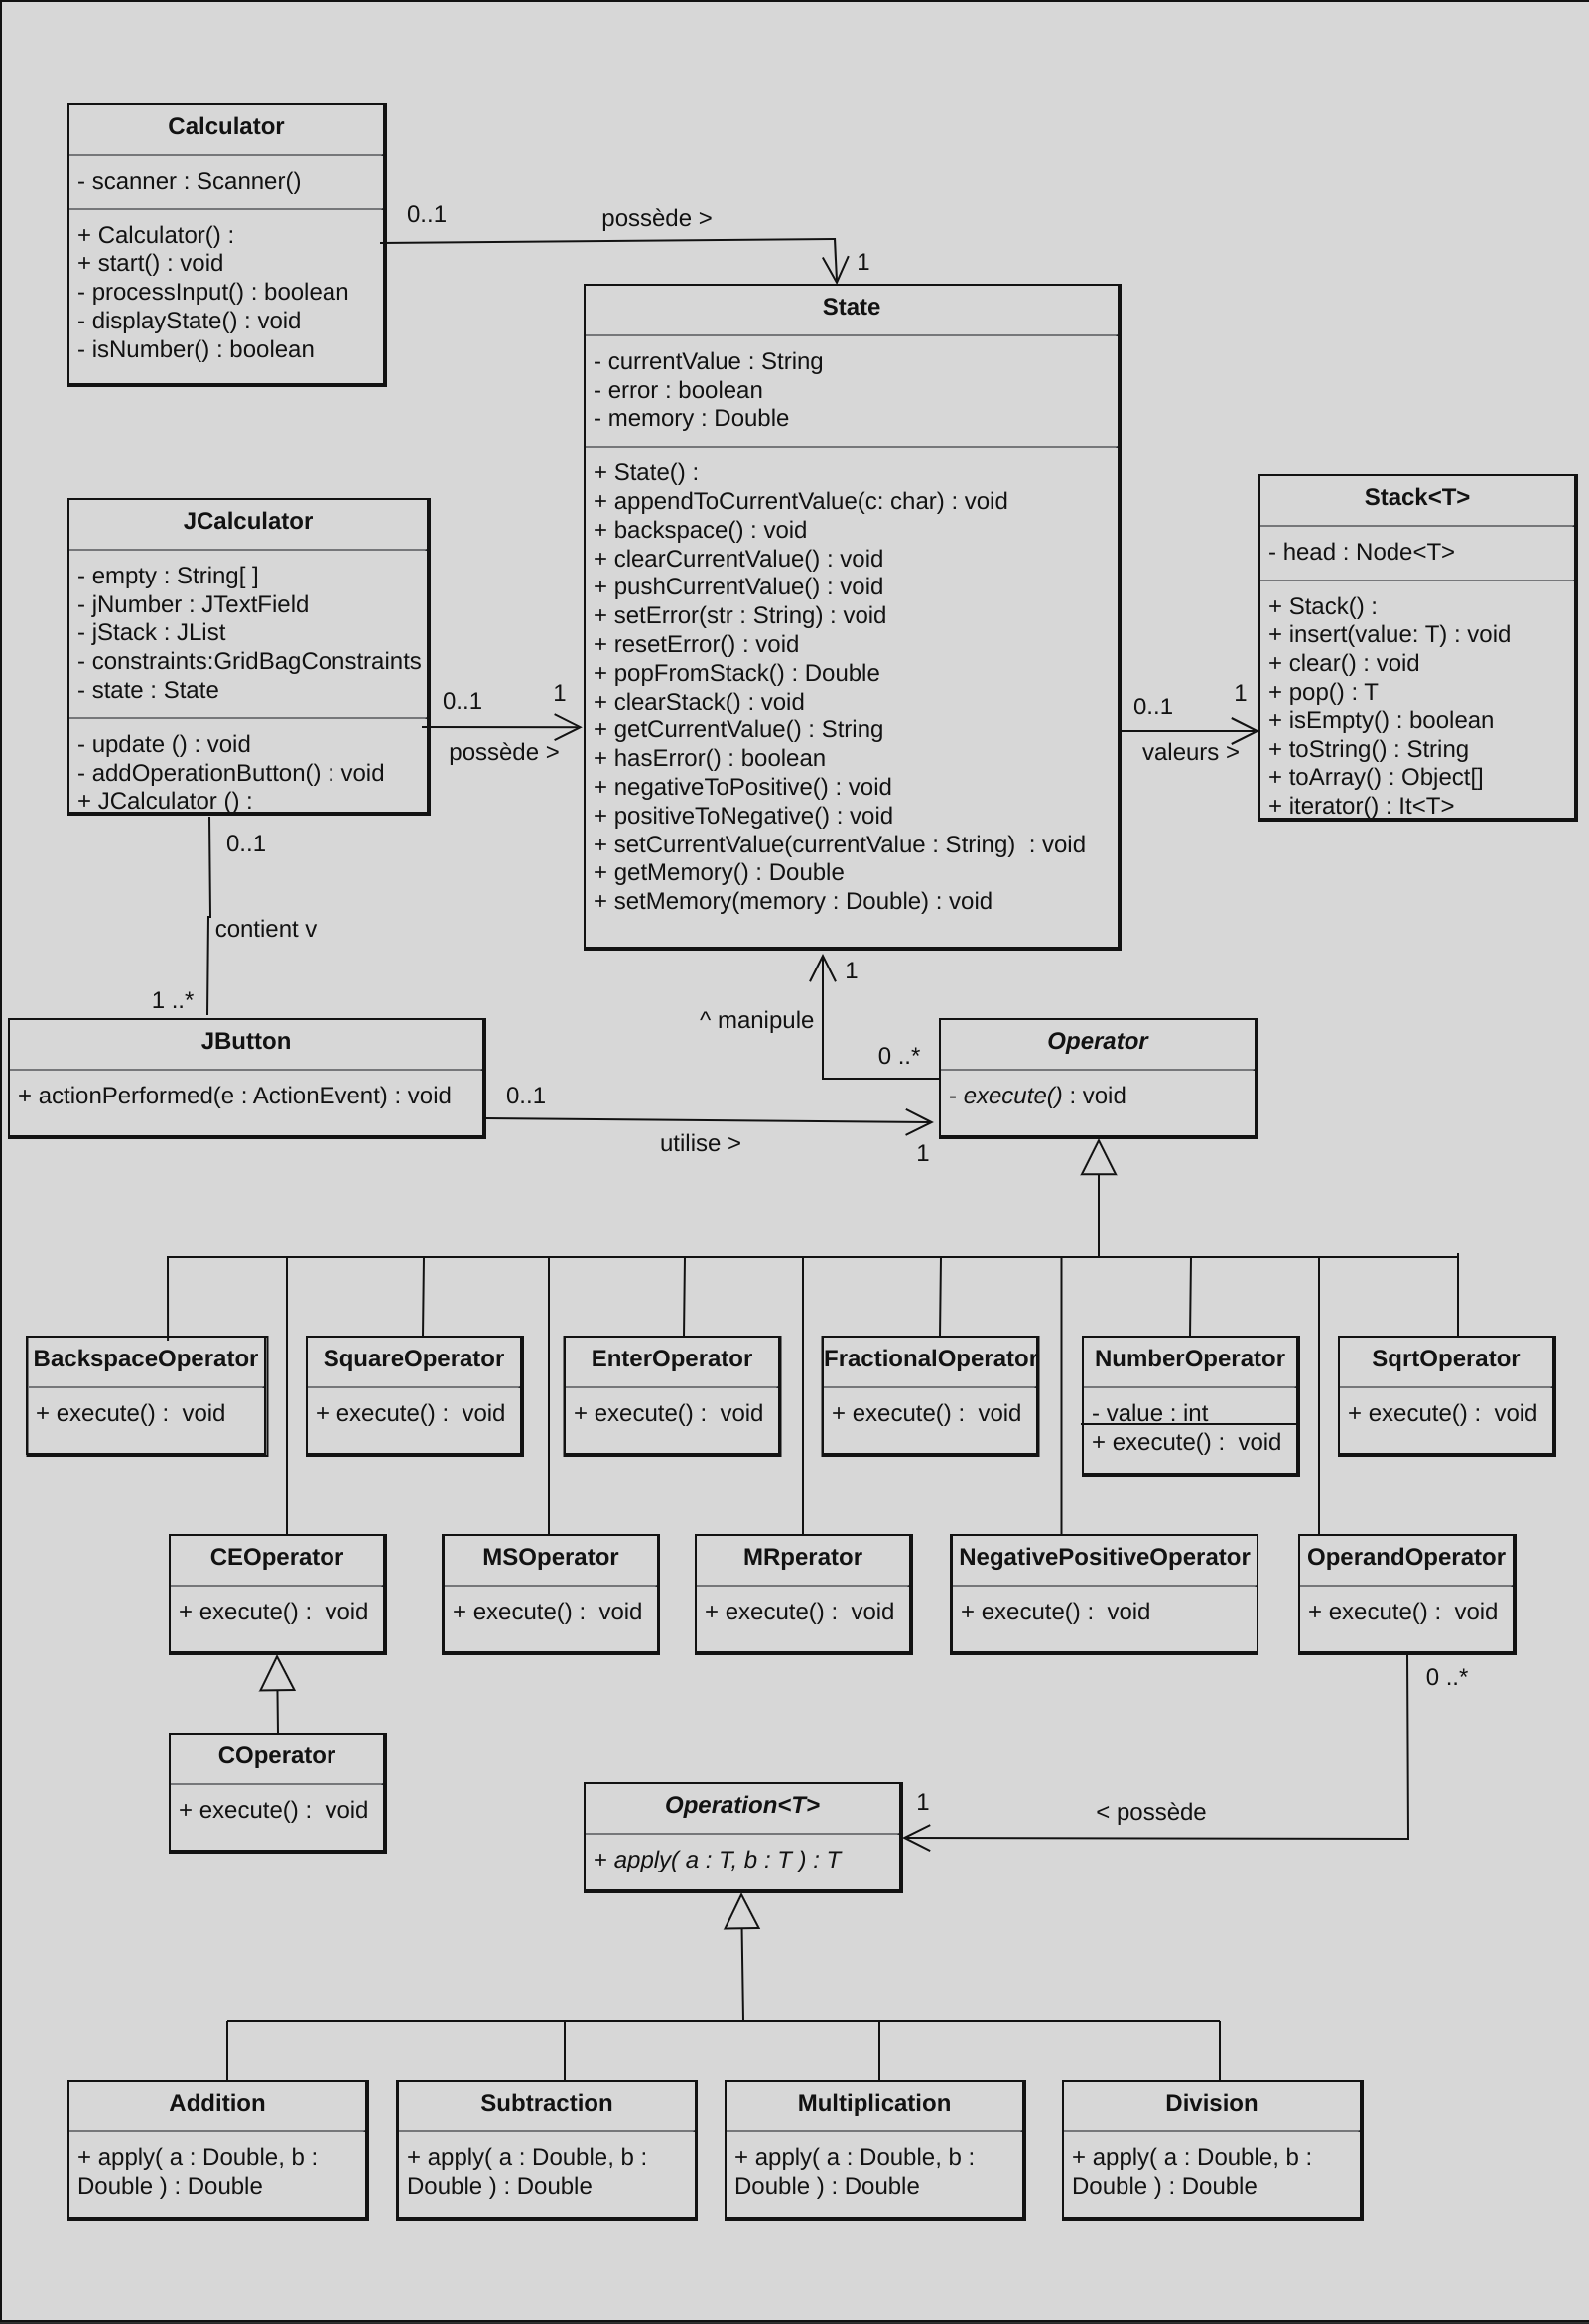 Calculator
- scanner : Scanner()
+ Calculator() :
+ start() : void
- processInput() : boolean
- displayState() : void
- isNumber() : boolean
0..1
possède >
1
State
- currentValue : String
- error : boolean
- memory : Double
+ State() :
+ appendToCurrentValue(c: char) : void
+ backspace() : void
+ clearCurrentValue() : void
+ pushCurrentValue() : void
+ setError(str : String) : void
+ resetError() : void
+ popFromStack() : Double
+ clearStack() : void
+ getCurrentValue() : String
+ hasError() : boolean
+ negativeToPositive() : void
+ positiveToNegative() : void
+ setCurrentValue(currentValue : String)  : void
+ getMemory() : Double
+ setMemory(memory : Double) : void
JCalculator
- empty : String[ ]
- jNumber : JTextField
- jStack : JList
- constraints:GridBagConstraints
- state : State
- update () : void
- addOperationButton() : void
+ JCalculator () :
0..1
1
possède >
Stack<T>
- head : Node<T>
+ Stack() :
+ insert(value: T) : void
+ clear() : void
+ pop() : T
+ isEmpty() : boolean
+ toString() : String
+ toArray() : Object[]
+ iterator() : It<T>
0..1
1
valeurs >
0..1
contient v
1 ..*
JButton
+ actionPerformed(e : ActionEvent) : void
1
^ manipule
0 ..*
Operator
- execute() : void
0..1
utilise >
1
BackspaceOperator
+ execute() :  void
SquareOperator
+ execute() :  void
EnterOperator
+ execute() :  void
FractionalOperator
+ execute() :  void
NumberOperator
- value : int
+ execute() :  void
SqrtOperator
+ execute() :  void
CEOperator
+ execute() :  void
MSOperator
+ execute() :  void
MRperator
+ execute() :  void
NegativePositiveOperator
+ execute() :  void
OperandOperator
+ execute() :  void
0 ..*
COperator
+ execute() :  void
Operation<T>
+ apply( a : T, b : T ) : T
1
< possède
Addition
+ apply( a : Double, b :
Double ) : Double
Subtraction
+ apply( a : Double, b :
Double ) : Double
Multiplication
+ apply( a : Double, b :
Double ) : Double
Division
+ apply( a : Double, b :
Double ) : Double